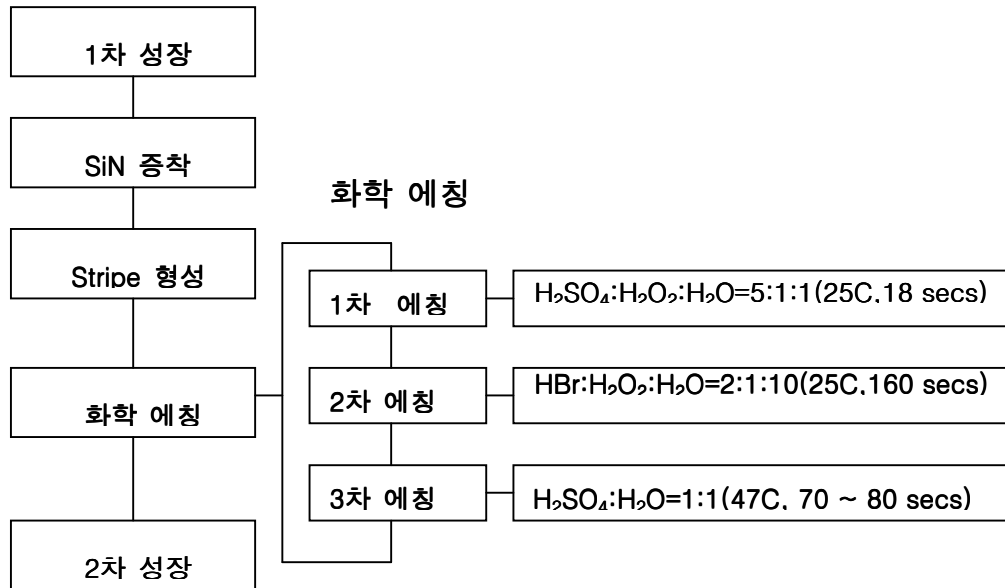 1차 성장
SiN 증착
Stripe 형성
화학 에칭
2차 성장
화학 에칭
1차 에칭
H₂SO₄:H₂O₂:H₂O=5:1:1(25C,18 secs)
2차 에칭
HBr:H₂O₂:H₂O=2:1:10(25C,160 secs)
3차 에칭
H₂SO₄:H₂O=1:1(47C, 70 ~ 80 secs)